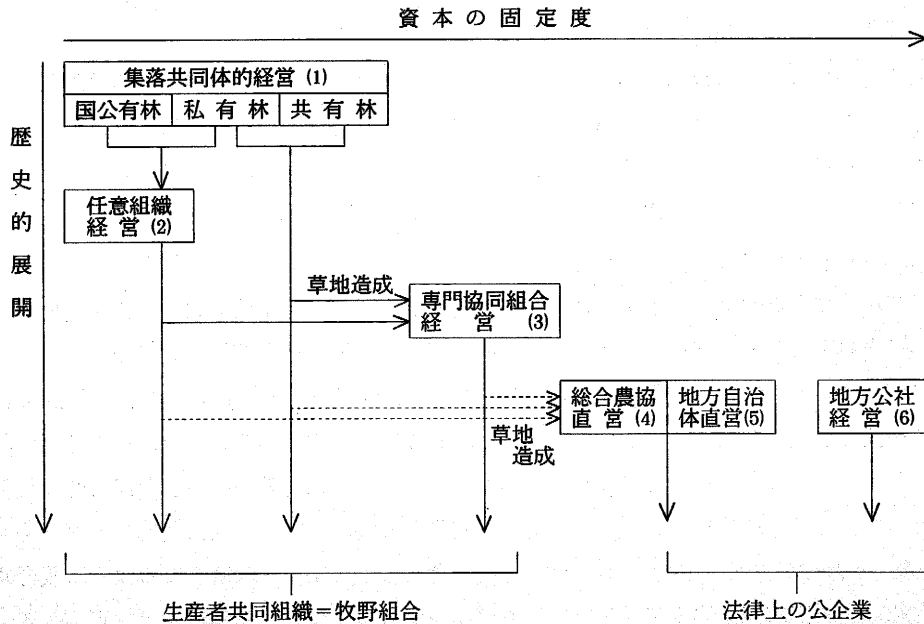 資本の固定度
歴史的展開
集落共同体的経営 (1)
国公有林 私有林 共有林
任意組織
経営 (2)
草地造成
専門協同組合
経営 (3)
総合農協
直営 (4)
地方自治
体直営 (5)
地方公社
経営 (6)
草地
造成
生産者共同組織=牧野組合
法律上の公企業